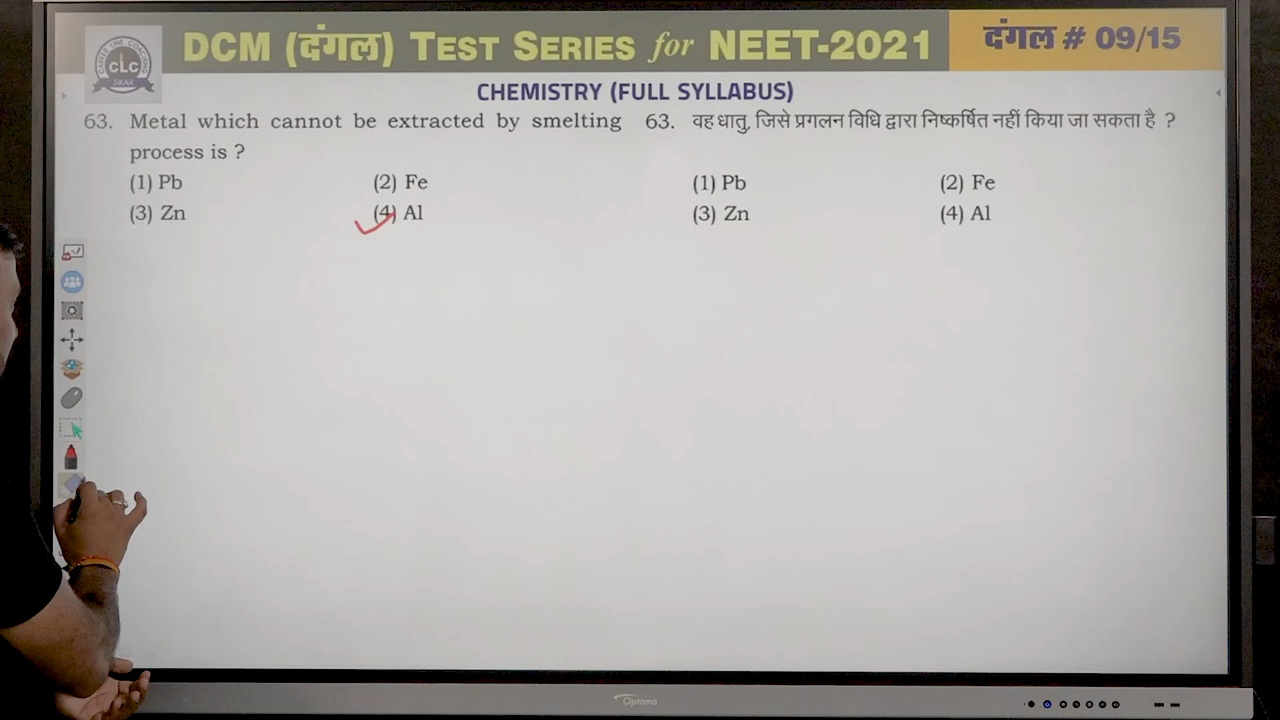 DCM (दंगल) TEST SERIES for NEET-2021
दंगल # 09/15
CLC
SIKAR
CHEMISTRY (FULL SYLLABUS)
63. Metal which cannot be extracted by smelting
process is ?
(1) Pb (2) Fe
(3) Zn (4) Al
63. वह धातु, जिसे प्रगलन विधि द्वारा निष्कर्षित नहीं किया जा सकता है ?
(1) Pb (2) Fe
(3) Zn (4) Al
Optoma